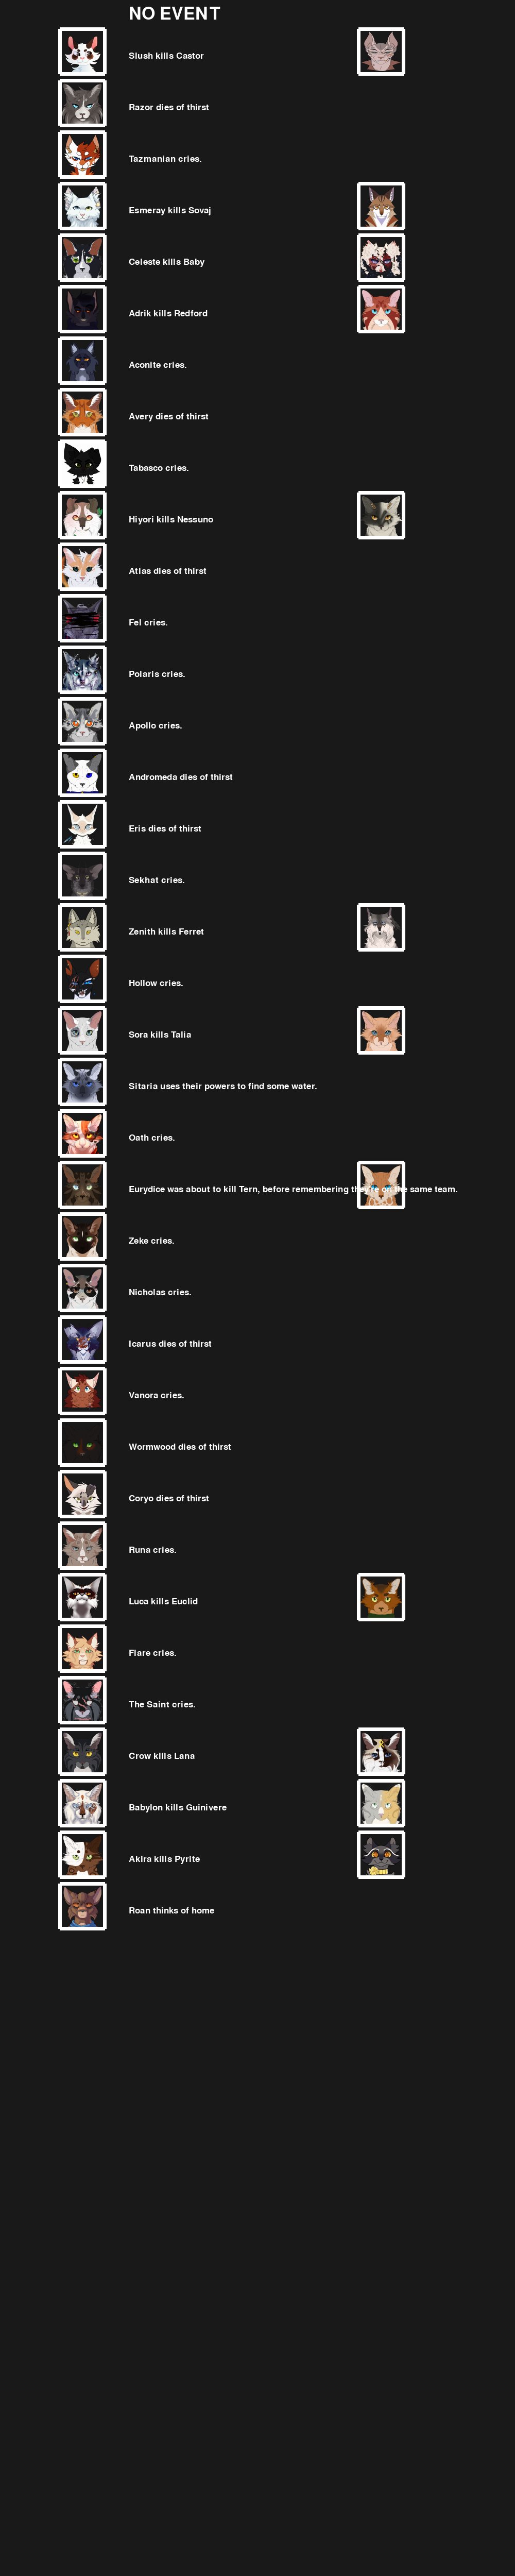 NO EVENT
Slush kills Castor
Razor dies of thirst
Tazmanian cries.
Esmeray kills Sovaj
Celeste kills Baby
Adrik kills Redford
Aconite cries.
Avery dies of thirst
Tabasco cries.
Hiyori kills Nessuno
Atlas dies of thirst
Fel cries.
Polaris cries.
Apollo cries.
Andromeda dies of thirst
Eris dies of thirst
Sekhat cries.
Zenith kills Ferret
Hollow cries.
Sora kills Talia
Sitaria uses their powers to find some water.
Oath cries.
Eurydice was about to kill Tern, before remembering they're on the same team.
Zeke cries.
Nicholas cries.
Icarus dies of thirst
Vanora cries.
Wormwood dies of thirst
Coryo dies of thirst
Runa cries.
Luca kills Euclid
Flare cries.
The Saint cries.
Crow kills Lana
Babylon kills Guinivere
Akira kills Pyrite
Roan thinks of home